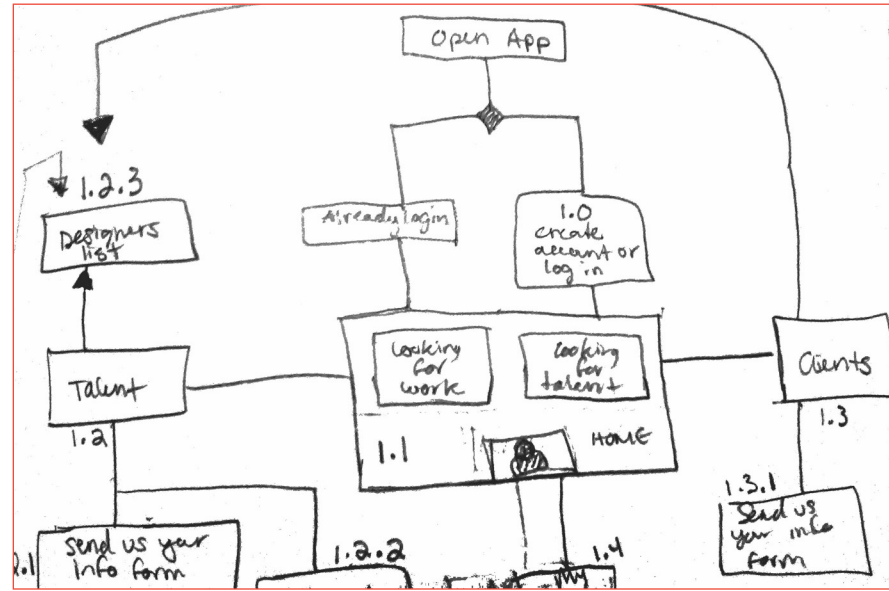 Open App
1.2.3
Designers
list
Already login
1.0
create
account or
log in
Looking
for
work
Looking
for
talent
Clients
1.3
Talent
1.2
1.1
HOME
1.3.1
Send us
your info
form
send us your
info form
1.2.2
1.4
My